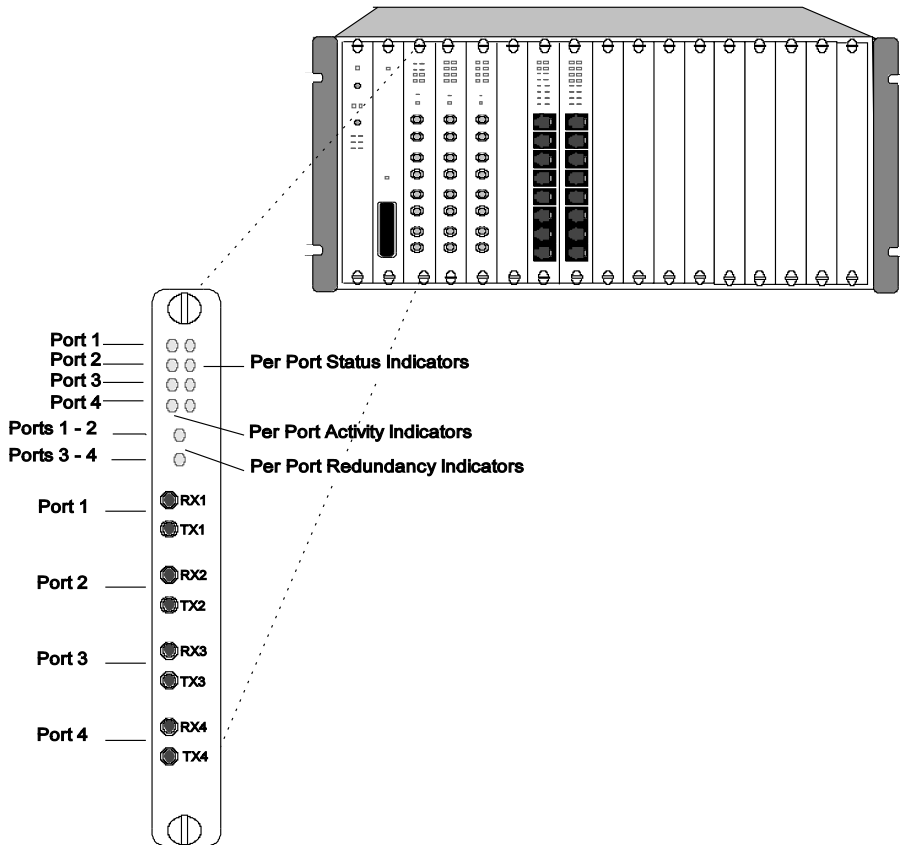 Port 1
Port 2
Per Port Status Indicators
Port 3
Port 4
Ports 1 - 2
Per Port Activity Indicators
Ports 3 - 4
Per Port Redundancy Indicators
Port 1
RX1
TX1
Port 2
RX2
TX2
Port 3
RX3
TX3
Port 4
RX4
TX4